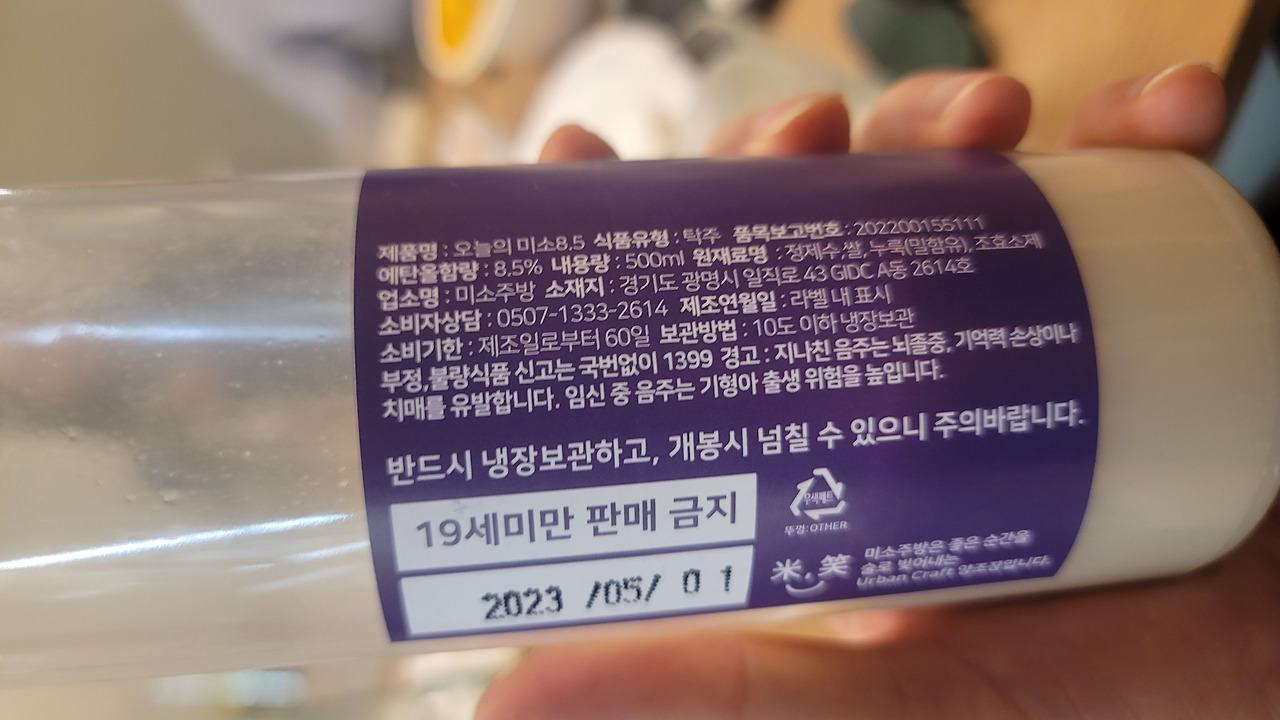 제품명 : 오늘의 미소8.5 식품유형 : 탁주 품목보고번호 : 202200155111
에탄올함량 : 8.5% 내용량 : 500ml 원재료명 : 정제수,쌀, 누룩(밀함유), 조효소제
업소명 : 미소주방 소재지 : 경기도 광명시 일직로 43 GIDC A동 2614호
소비자상담 : 0507-1333-2614 제조연월일 : 라벨 내 표시
소비기한 : 제조일로부터 60일 보관방법 : 10도 이하 냉장보관
부정,불량식품 신고는 국번없이 1399 경고 : 지나친 음주는 뇌졸중, 기억력 손상이나
치매를 유발합니다. 임신 중 음주는 기형아 출생 위험을 높입니다.
반드시 냉장보관하고, 개봉시 넘칠 수 있으니 주의바랍니다.
19세미만 판매 금지
무색페트
뚜껑:OTHER
2023 /05/ 0 1
米.笑
미소주방은 좋은 순간을
술로 빚어내는
Urban Craft 양조장입니다.